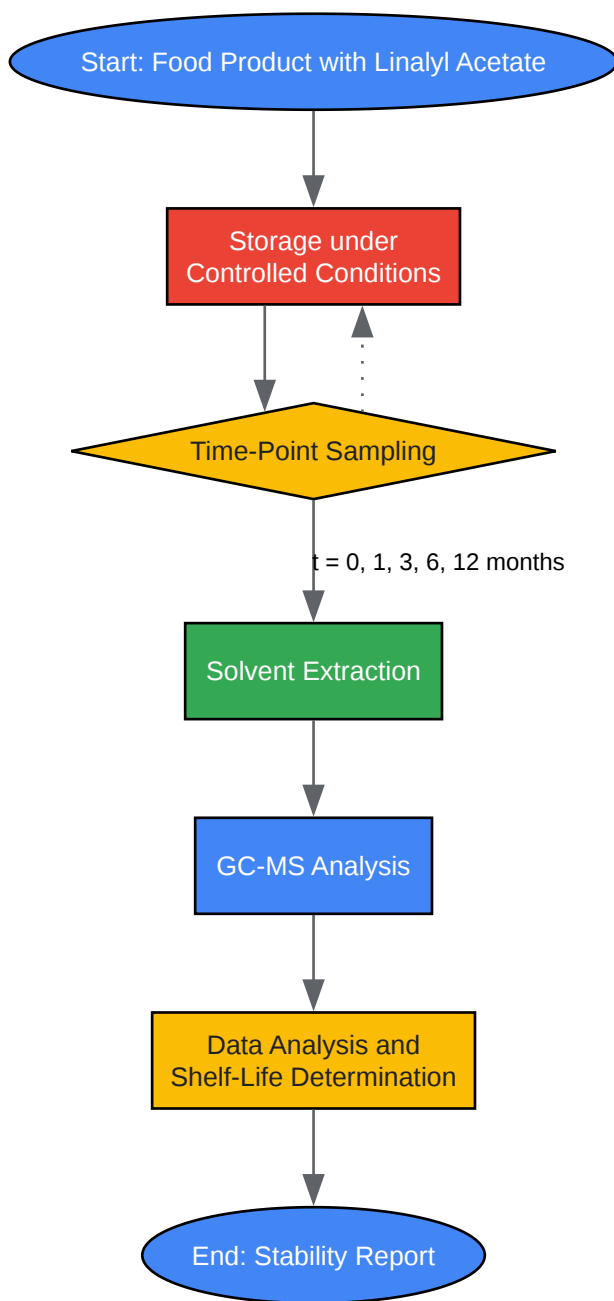 Start: Food Product with Linalyl Acetate
Storage under
Controlled Conditions
Time-Point Sampling
t = 0, 1, 3, 6, 12 months
Solvent Extraction
GC-MS Analysis
Data Analysis and
Shelf-Life Determination
End: Stability Report